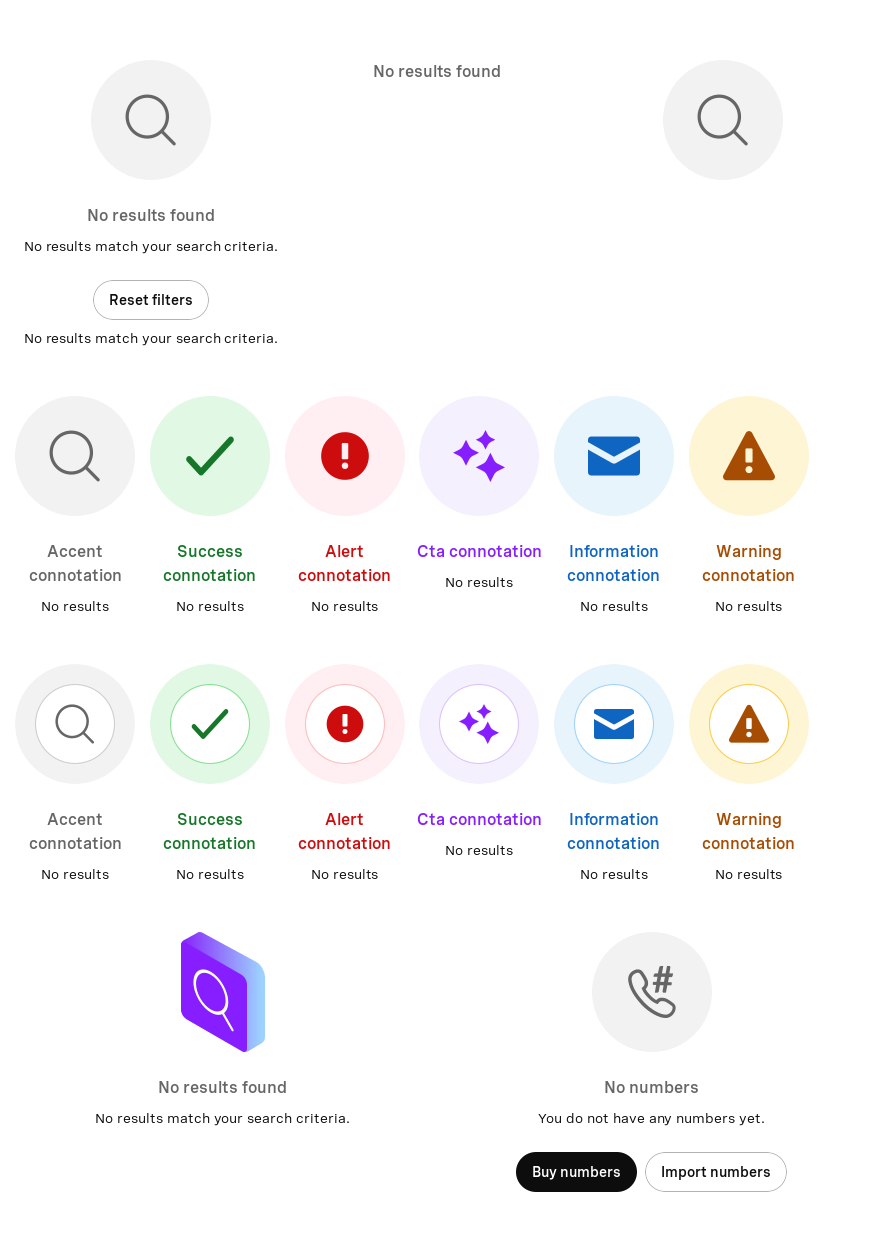 No results found
No results found
No results match your search criteria.
Reset filters
No results match your search criteria.
Accent
connotation
No results
Success
connotation
No results
Alert
connotation
No results
Cta connotation
No results
Information
connotation
No results
Warning
connotation
No results
Accent
connotation
No results
Success
connotation
No results
Alert
connotation
No results
Cta connotation
No results
Information
connotation
No results
Warning
connotation
No results
No results found
No results match your search criteria.
No numbers
You do not have any numbers yet.
Buy numbers
Import numbers